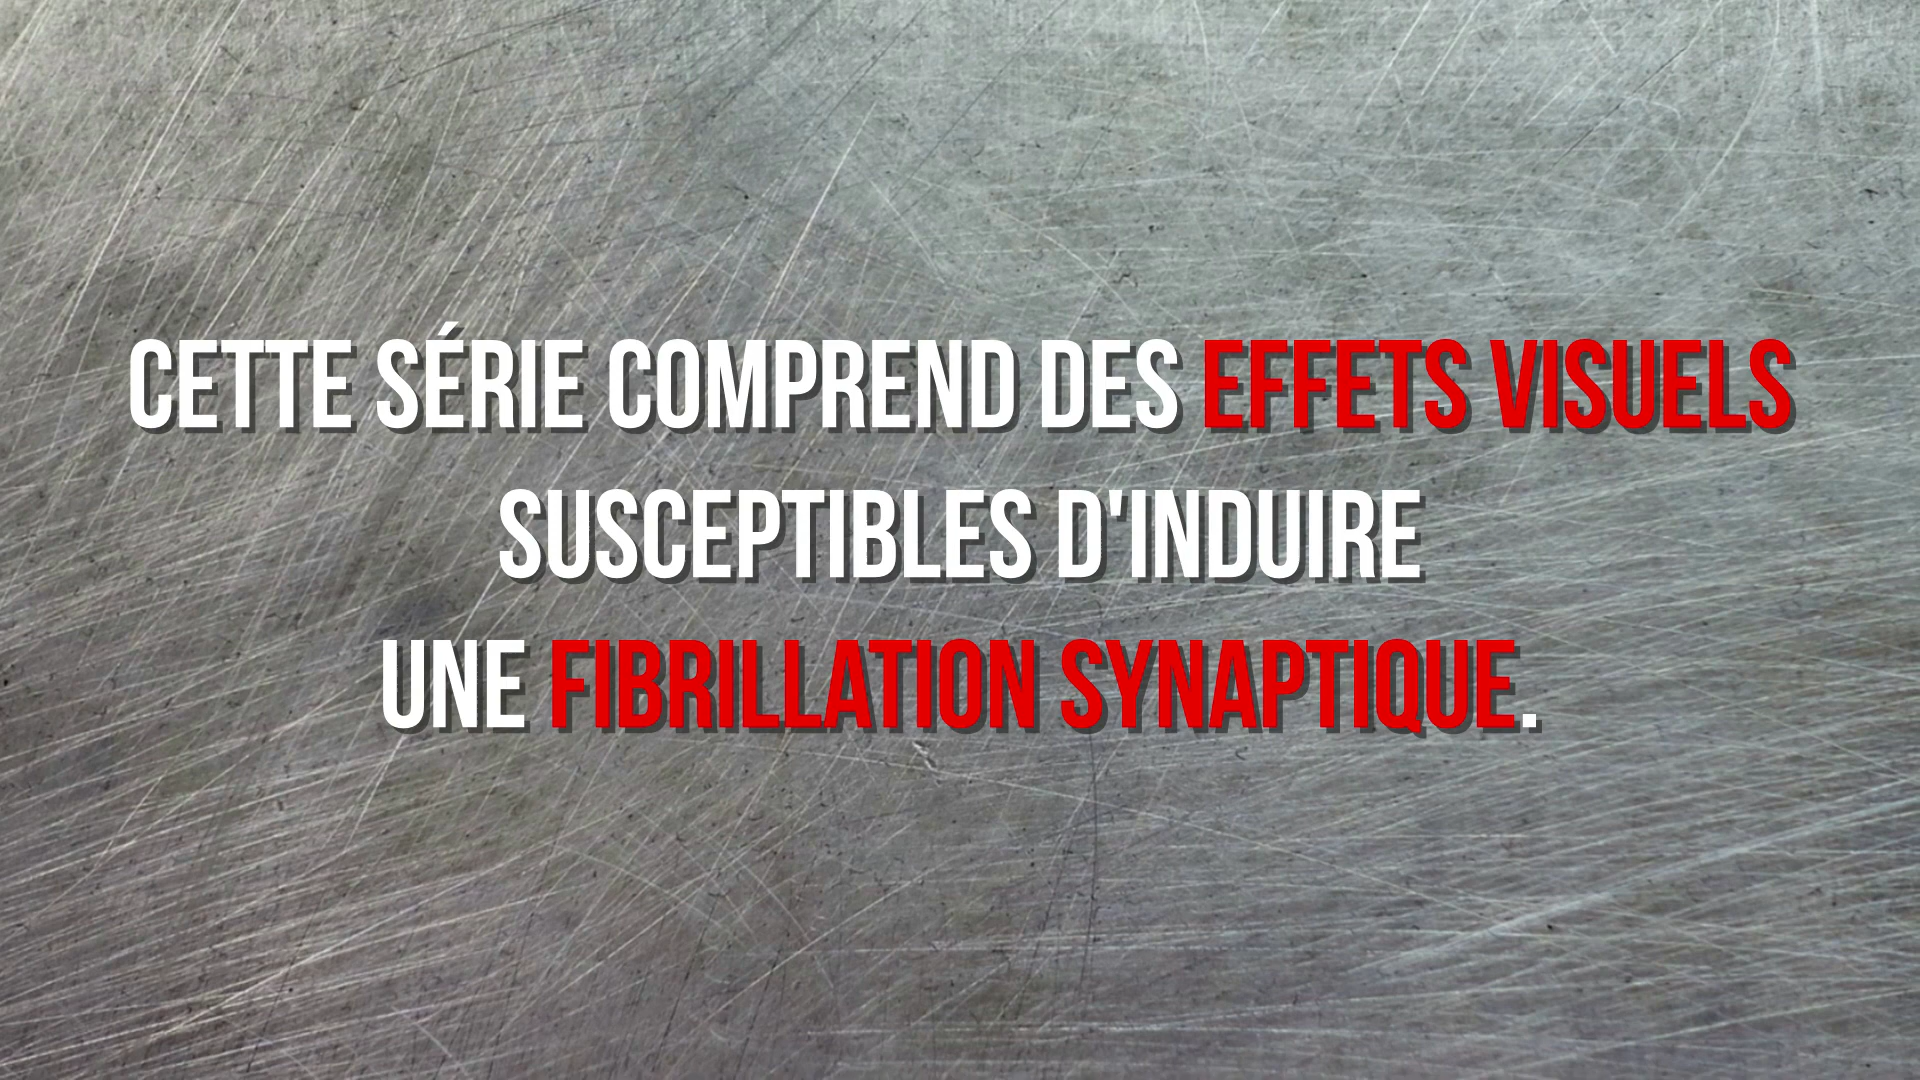 CETTE SÉRIE COMPREND DES EFFETS VISUELS
SUSCEPTIBLES D'INDUIRE
UNE FIBRILLATION SYNAPTIQUE.